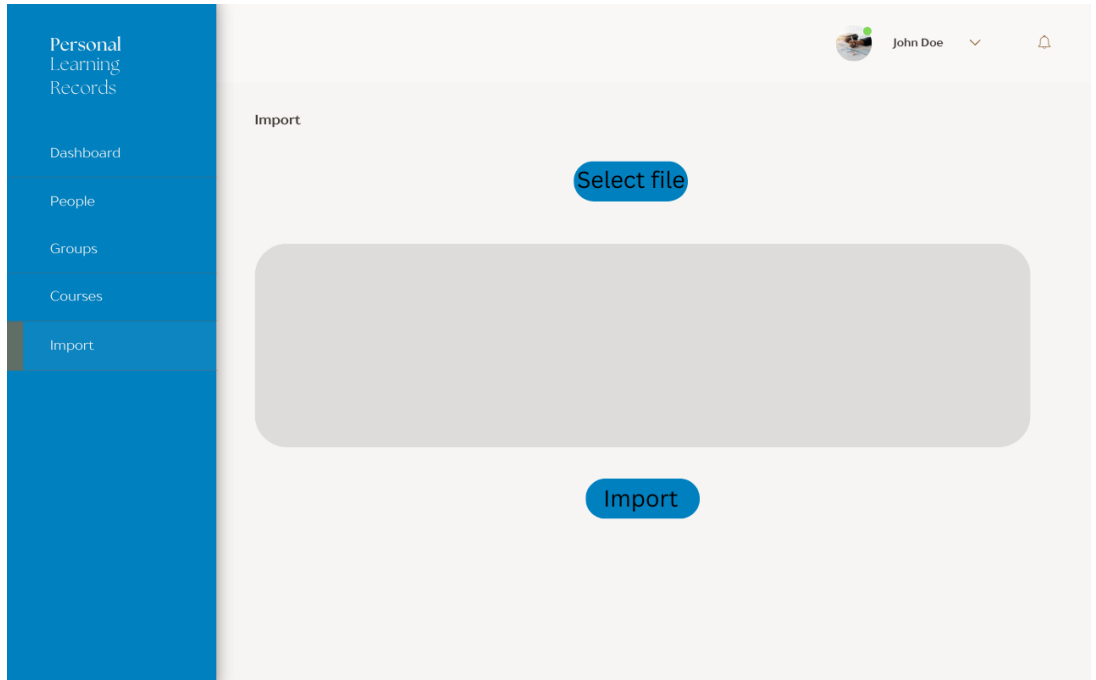 Personal
Learning
Records
Dashboard
People
Groups
Courses
Import
John Doe
Import
Select file
Import